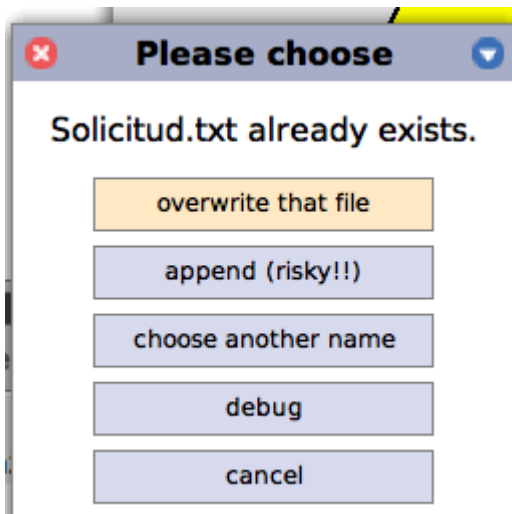 Please choose
Solicitud.txt already exists.
overwrite that file
append (risky!!)
choose another name
debug
cancel